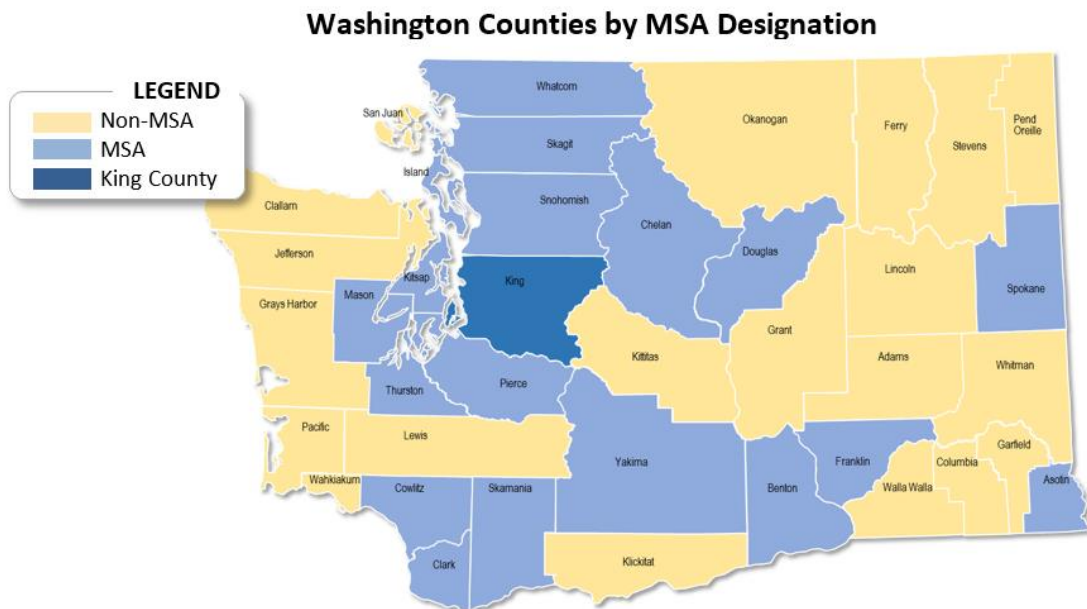 Washington Counties by MSA Designation
LEGEND
Non-MSA
MSA
King County
San Juan
Whatcom
Okanogan
Ferry
Pend
Oreille
Stevens
Skagit
Island
Snohomish
Clallam
Chelan
Douglas
Jefferson
Kitsap
King
Lincoln
Spokane
Mason
Grays Harbor
Grant
Kittitas
Adams
Whitman
Thurston
Pierce
Pacific
Lewis
Garfield
Yakima
Franklin
Columbia
Wahkiakum
Cowlitz
Skamania
Benton
Walla Walla
Asotin
Clark
Klickitat